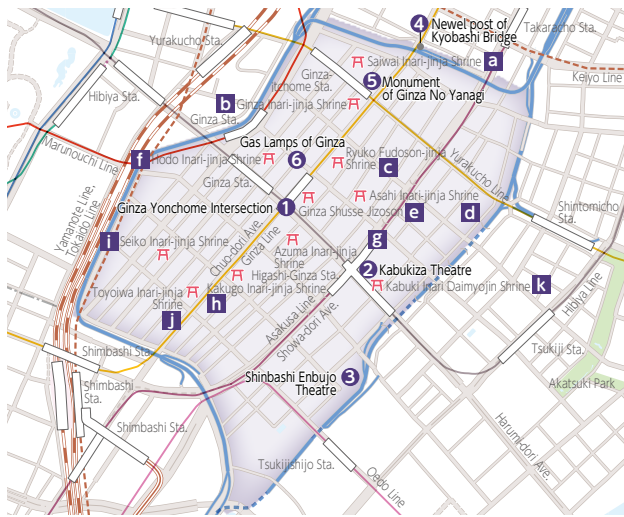 4
Newel post of
Kyobashi Bridge
Takaracho Sta.
Yurakucho Sta.
Saiwai Inari-jinja Shrine
a
Keiyo Line
Ginza-
itchome Sta.
5
Monument
of Ginza No Yanagi
Hibiya Sta.
b
Ginza Inari-jinja Shrine
Ginza Sta.
Marunouchi Line
Gas Lamps of Ginza
6
f
Hodo Inari-jinja Shrine
Ryuko Fudoson-jinja
Shrine
c
Yurakucho Line
Ginza Sta.
Asahi Inari-jinja Shrine
Ginza Yonchome Intersection
1
Ginza Shusse Jizoson
e
d
Shintomicho
Sta.
Yamanote Line,
Tokaido Line
i
Seiko Inari-jinja Shrine
Chuo-dori Ave.
Ginza Line
g
Azuma Inari-jinja
Shrine
Higashi-Ginza Sta.
2
Kabukiza Theatre
Toyoiwa Inari-jinja
Shrine
Kakugo Inari-jinja Shrine
Kabuki Inari Daimyojin Shrine
k
Hibiya Line
h
j
Asakusa Line
Showa-dori Ave.
Shimbashi Sta.
Tsukiji Sta.
Shinbashi Enbujo
Theatre
3
Shimbashi
Sta.
Akatsuki Park
Shimbashi Sta.
Harumi-dori Ave.
Tsukijishijo Sta.
Oedo Line